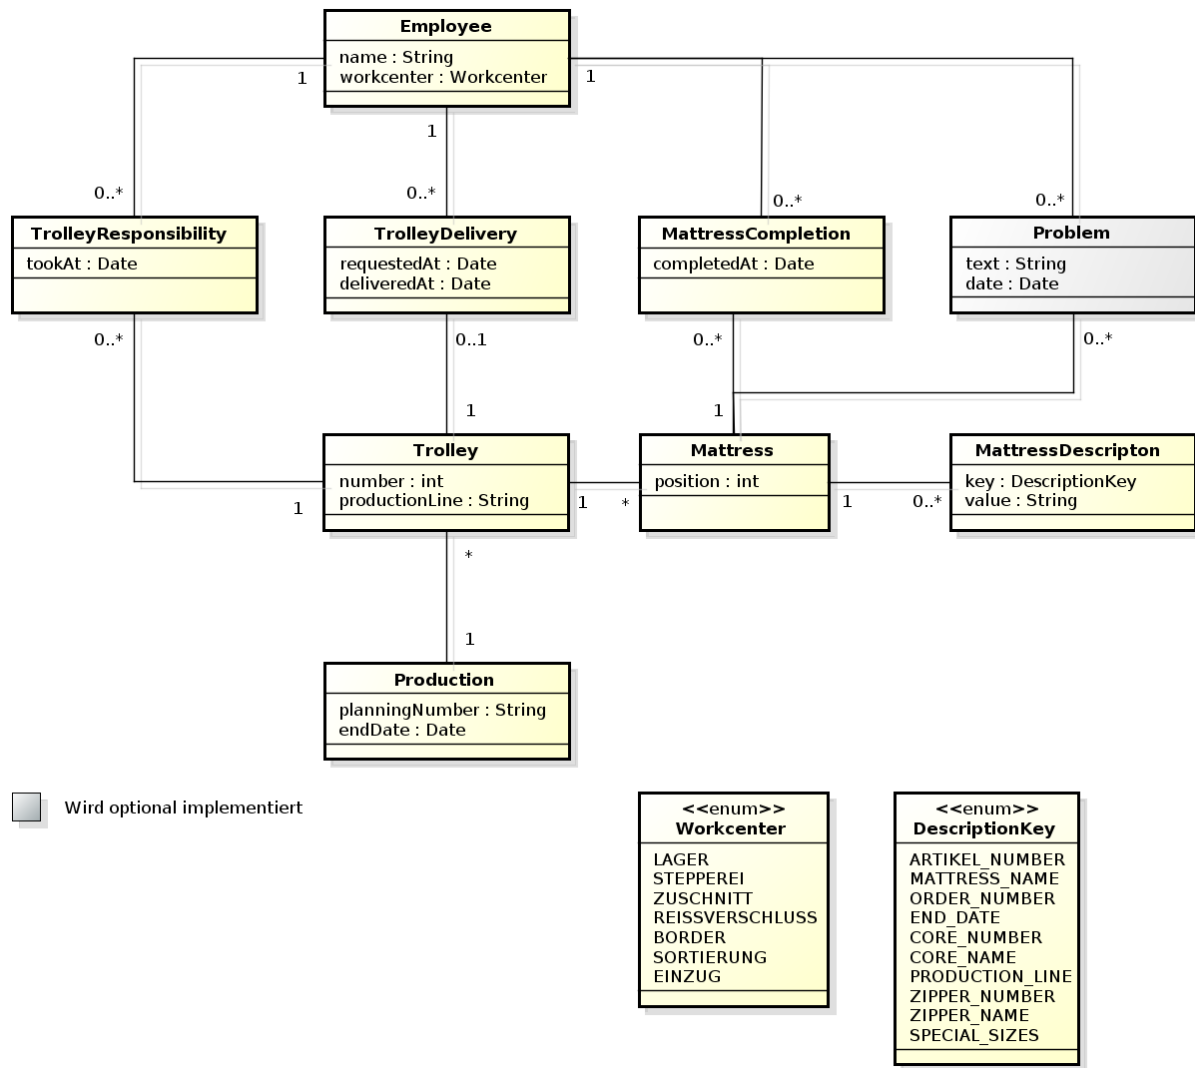 Employee
name : String
workcenter : Workcenter
1
1
1
0..*
0..*
0..*
0..*
TrolleyResponsibility
tookAt : Date
TrolleyDelivery
requestedAt : Date
deliveredAt : Date
MattressCompletion
completedAt : Date
Problem
text : String
date : Date
0..*
0..1
0..*
0..*
1
1
Trolley
number : int
productionLine : String
Mattress
position : int
MattressDescripton
key : DescriptionKey
value : String
1
1
*
1
0..*
*
1
Production
planningNumber : String
endDate : Date
Wird optional implementiert
<<enum>>
Workcenter
LAGER
STEPPEREI
ZUSCHNITT
REISSVERSCHLUSS
BORDER
SORTIERUNG
EINZUG
<<enum>>
DescriptionKey
ARTIKEL_NUMBER
MATTRESS_NAME
ORDER_NUMBER
END_DATE
CORE_NUMBER
CORE_NAME
PRODUCTION_LINE
ZIPPER_NUMBER
ZIPPER_NAME
SPECIAL_SIZES